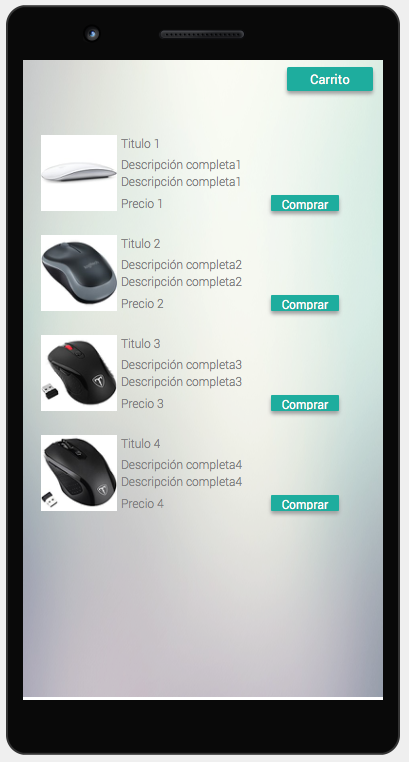 Carrito
Titulo 1
Descripción completa1
Descripción completa1
Precio 1
Comprar
Titulo 2
Descripción completa2
Descripción completa2
Precio 2
Comprar
Titulo 3
Descripción completa3
Descripción completa3
Precio 3
Comprar
Titulo 4
Descripción completa4
Descripción completa4
Precio 4
Comprar